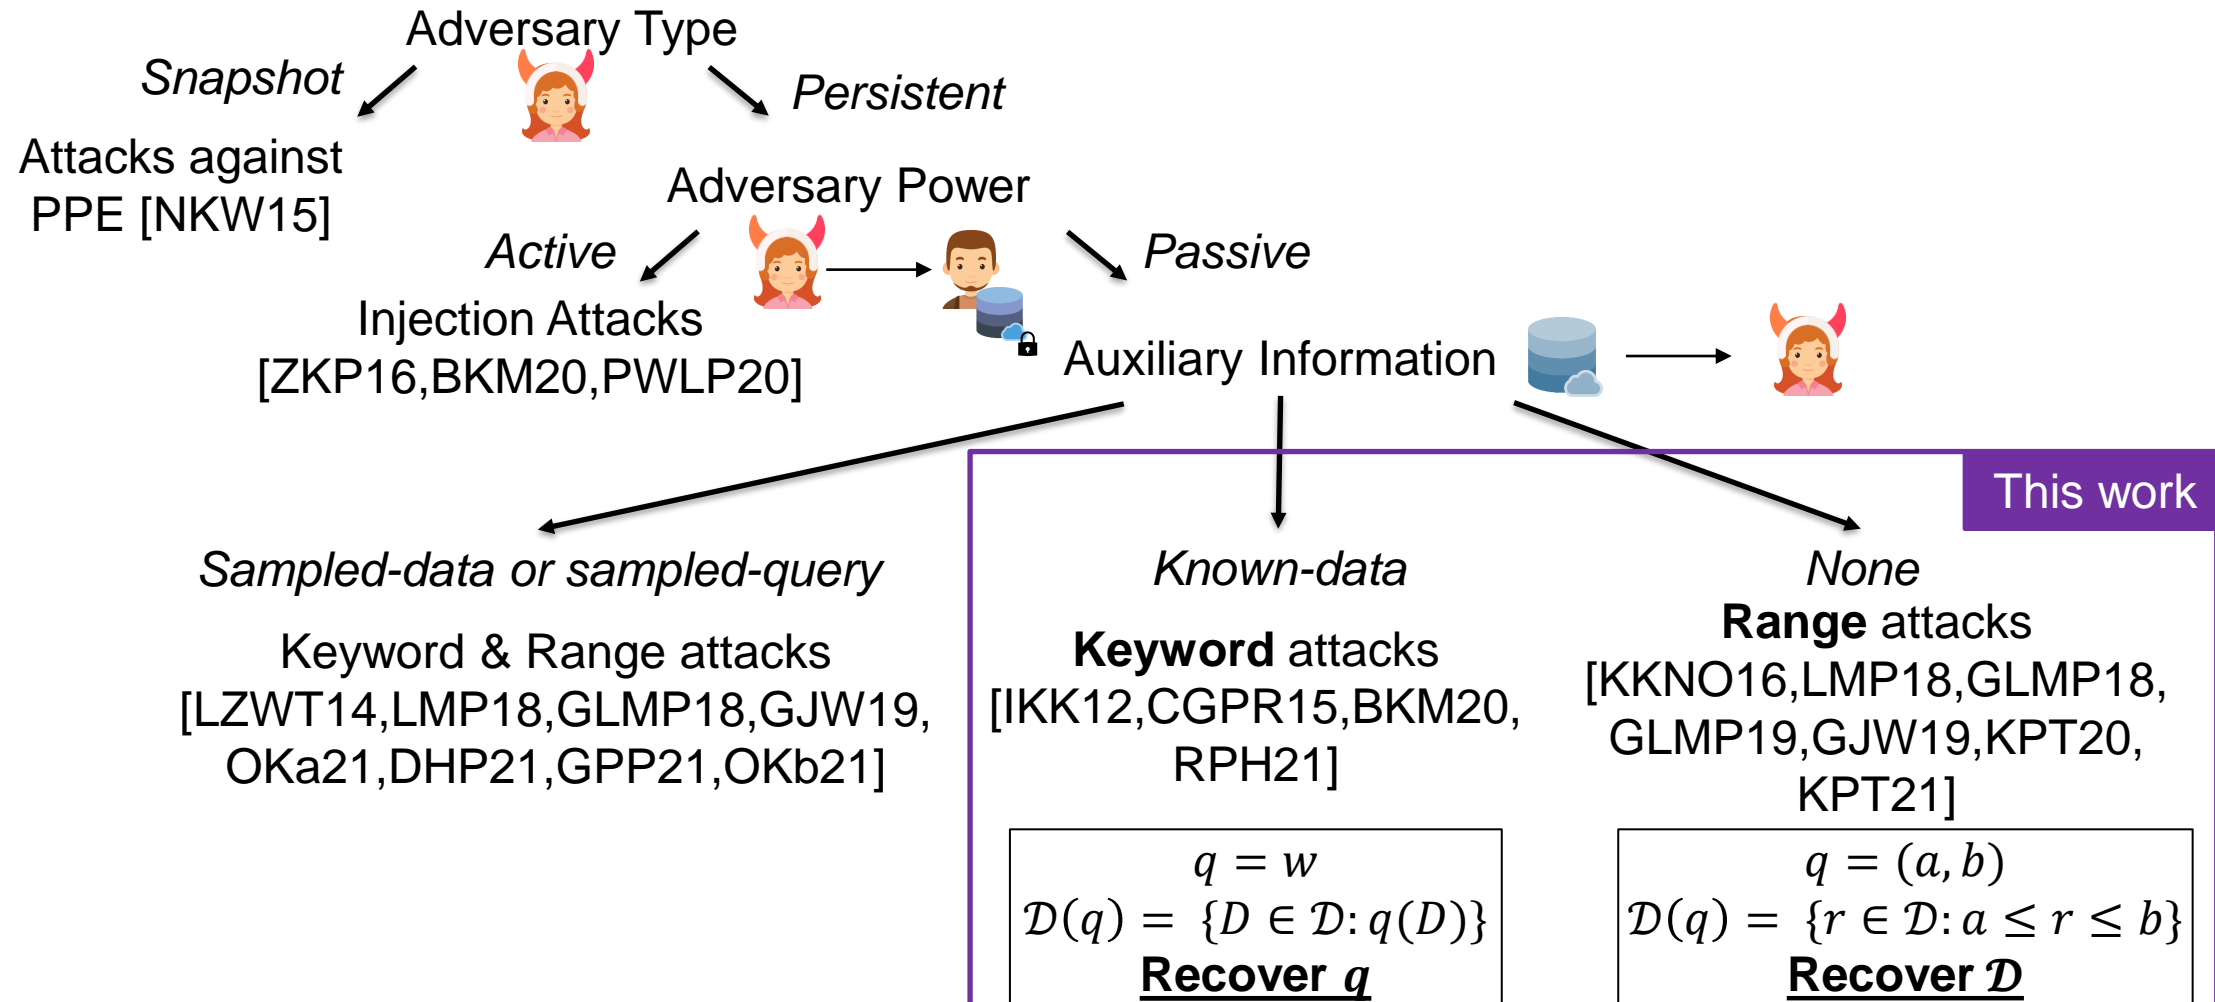 Adversary Type
Snapshot
Persistent
Attacks against
PPE [NKW15]
Adversary Power
Active
Passive
Injection Attacks
[ZKP16,BKM20,PWLP20]
Auxiliary Information
This work
Sampled-data or sampled-query
Keyword & Range attacks
[LZWT14,LMP18,GLMP18,GJW19,
OKa21,DHP21,GPP21,OKb21]
Known-data
Keyword attacks
[IKK12,CGPR15,BKM20,
RPH21]
q = w
𝒟(q) = {D ∈ 𝒟: q(D)}
Recover q
None
Range attacks
[KKNO16,LMP18,GLMP18,
GLMP19,GJW19,KPT20,
KPT21]
q = (a, b)
𝒟(q) = {r ∈ 𝒟: a ≤ r ≤ b}
Recover 𝒟